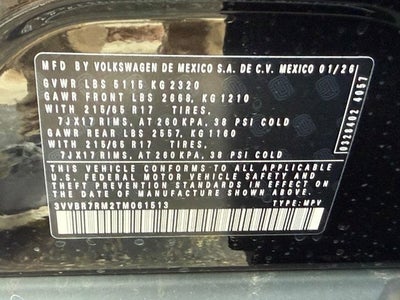 MFD BY VOLKSWAGEN DE MEXICO S.A. DE C.V. MEXICO 01/26
GVWR LBS 5115 KG 2320
GAWR FRONT LBS 2668, KG 1210
WITH 215/65 R17 TIRES,
7JX17 RIMS, AT 260 KPA, 38 PSI COLD
GAWR REAR LBS 2557, KG 1160
WITH 215/65 R17 TIRES,
7JX17 RIMS, AT 260 KPA, 38 PSI COLD
THIS VEHICLE CONFORMS TO ALL APPLICABLE
FEDERAL MOTOR VEHICLE SAFETY AND
THEFT PREVENTION STANDARDS IN EFFECT ON
THE DATE OF MANUFACTURE SHOWN ABOVE.
3VVBR7RM2TM061513 TYPE: MPV
0328002 4057